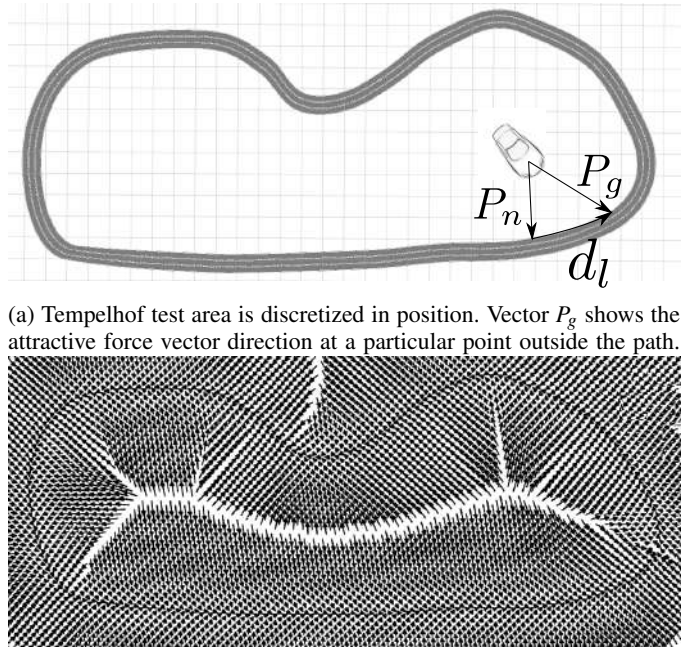 P_g
P_n
d_l
(a) Tempelhof test area is discretized in position. Vector P_g shows the
attractive force vector direction at a particular point outside the path.